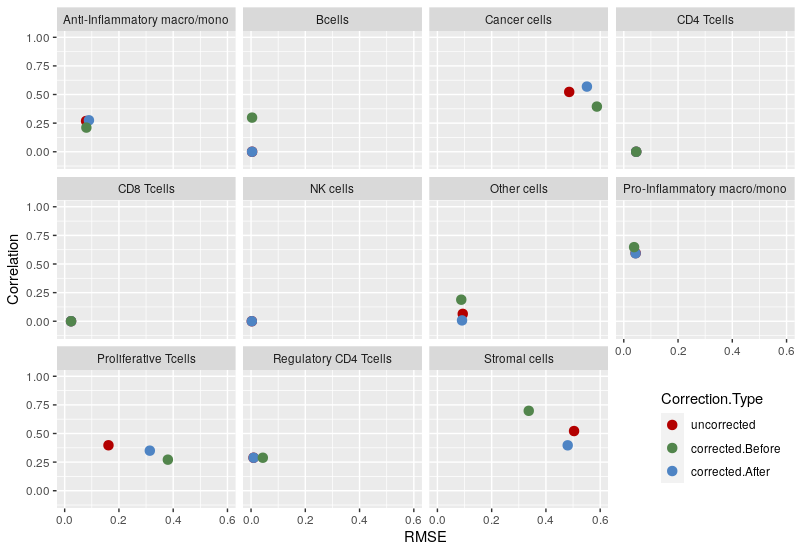 Anti-Inflammatory macro/mono Bcells Cancer cells CD4 Tcells
1.00
0.75
0.50
0.25
0.00
CD8 Tcells NK cells Other cells Pro-Inflammatory macro/mono
1.00
0.75
0.50
0.25
0.00
0.0 0.2 0.4 0.6
Correlation
Proliferative Tcells Regulatory CD4 Tcells Stromal cells
1.00
0.75
0.50
0.25
0.00
0.0 0.2 0.4 0.6 0.0 0.2 0.4 0.6 0.0 0.2 0.4 0.6
RMSE
Correction.Type
uncorrected
corrected.Before
corrected.After